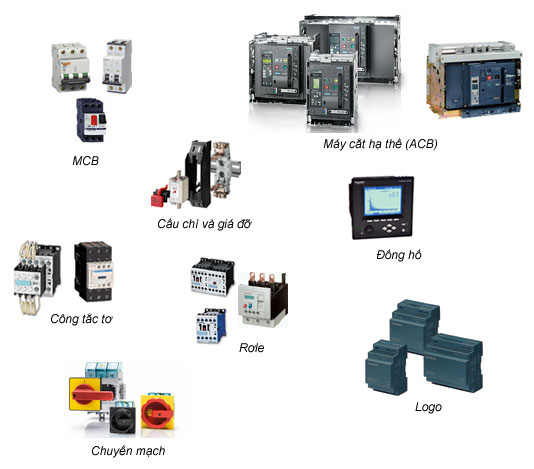 MCB
Máy cắt hạ thế (ACB)
Cầu chì và giá đỡ
Đồng hồ
Công tắc tơ
Rơle
Logo
Chuyển mạch